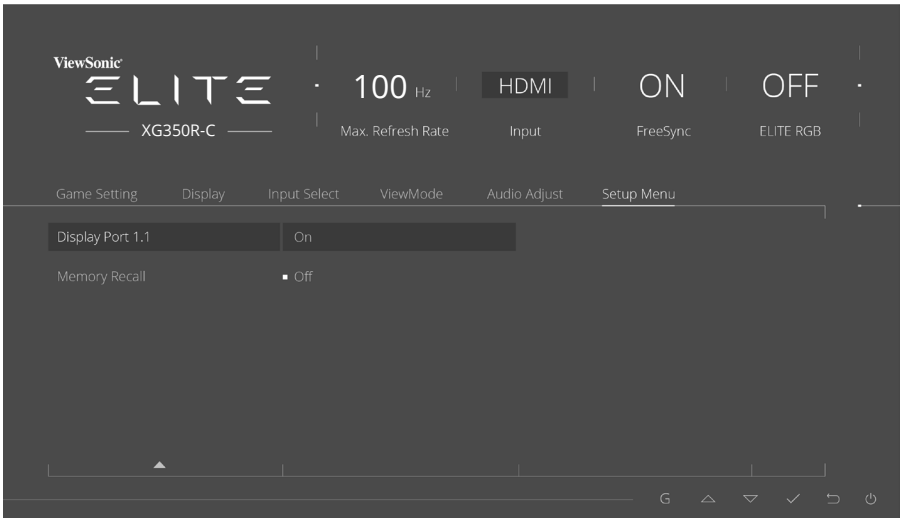 ViewSonic
ELITE
XG350R-C
100 Hz
Max. Refresh Rate
HDMI
Input
ON
FreeSync
OFF
ELITE RGB
Game Setting Display Input Select ViewMode Audio Adjust Setup Menu
Display Port 1.1 On
Memory Recall Off
G